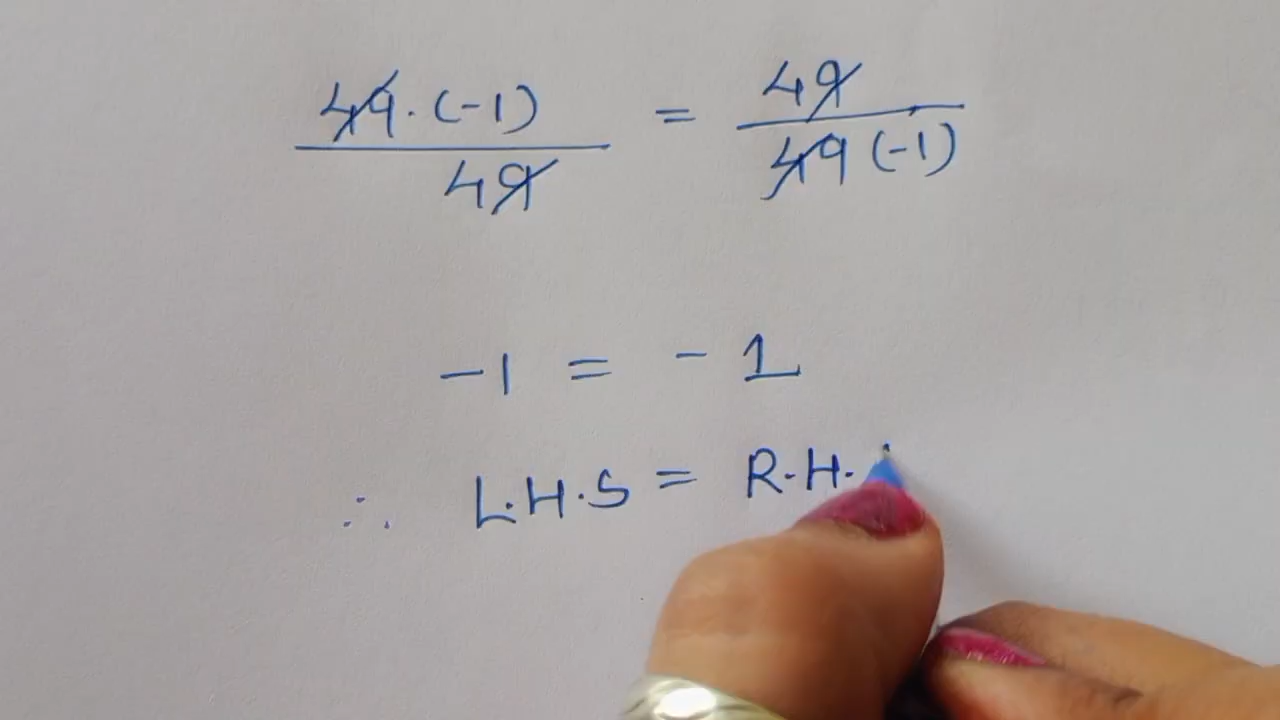 49.(-1) / 49 = 49 / 49(-1)
-1 = - 1
∴ L.H.S = R.H.